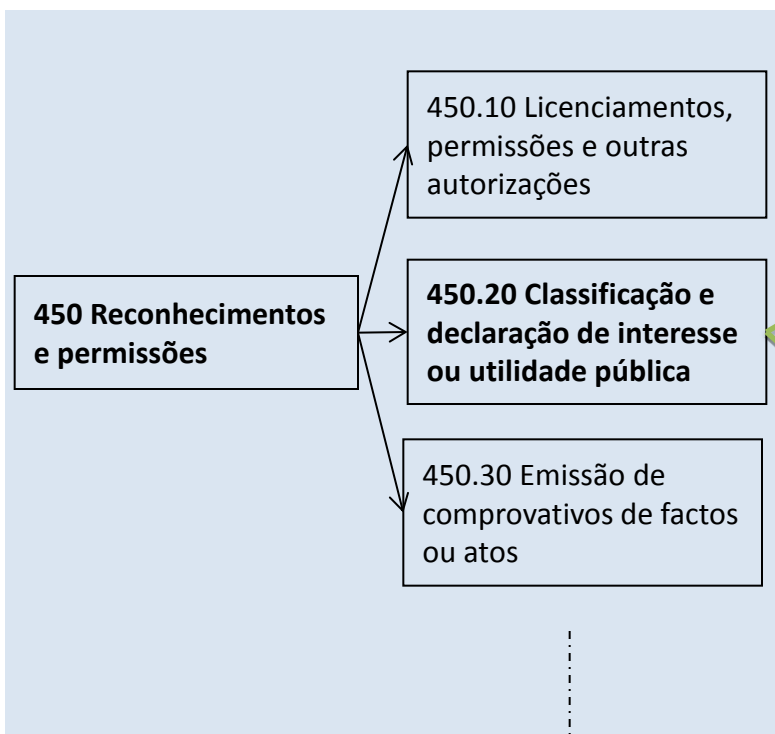 450.10 Licenciamentos,
permissões e outras
autorizações
450 Reconhecimentos
e permissões
450.20 Classificação e
declaração de interesse
ou utilidade pública
450.30 Emissão de
comprovativos de factos
ou atos